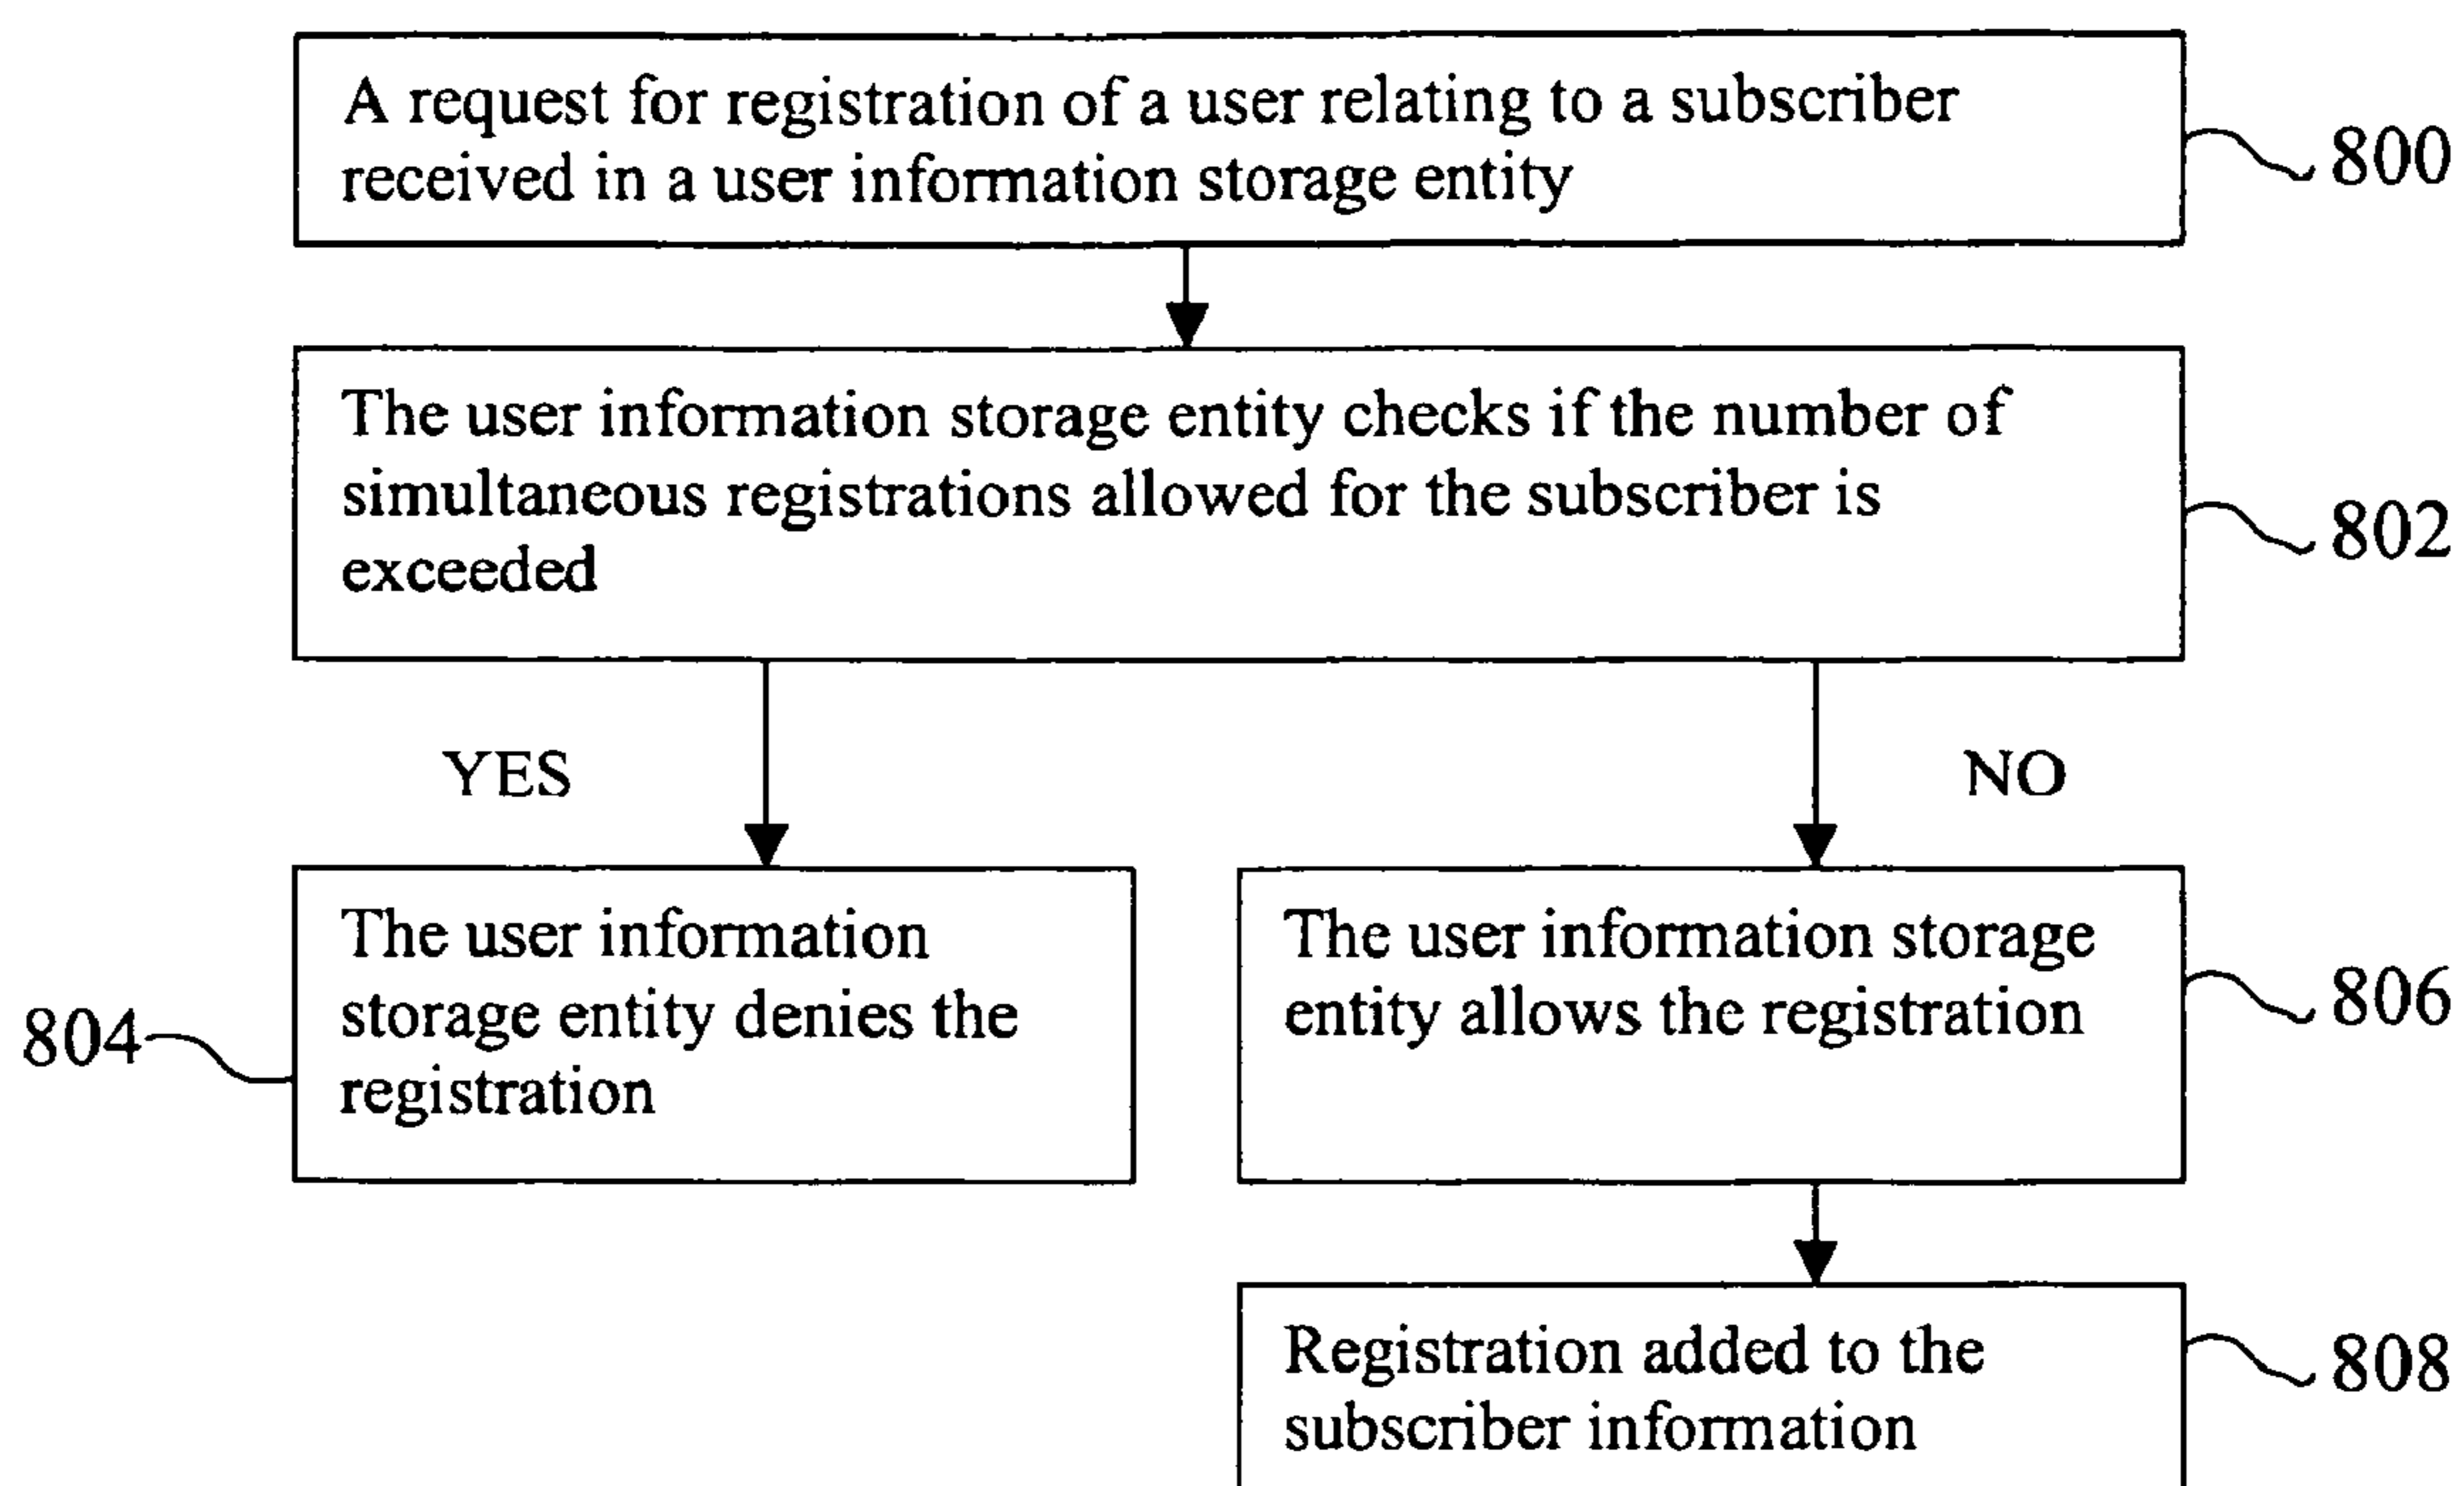 A request for registration of a user relating to a subscriber
received in a user information storage entity
800
The user information storage entity checks if the number of
simultaneous registrations allowed for the subscriber is
exceeded
802
YES
NO
The user information
storage entity denies the
registration
804
The user information storage
entity allows the registration
806
Registration added to the
subscriber information
808